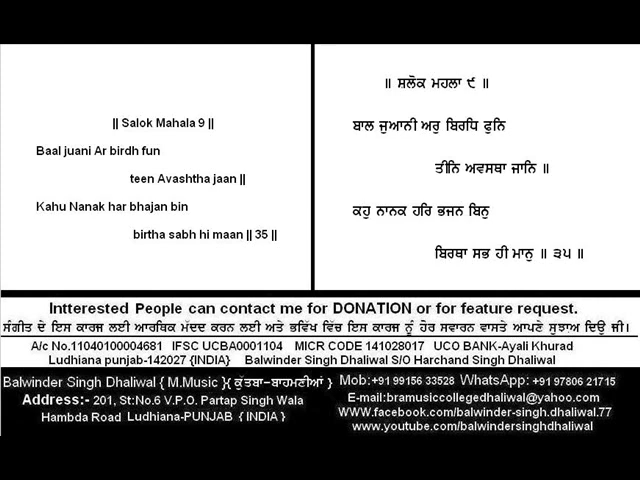 || Salok Mahala 9 ||
Baal juani Ar birdh fun
teen Avashtha jaan ||
Kahu Nanak har bhajan bin
birtha sabh hi maan || 35 ||
॥ ਸ਼ਲੋਕ ਮਹਲਾ ੯ ॥
ਬਾਲ ਜੁਆਨੀ ਅਰੁ ਬਿਰਧਿ ਫੁਨਿ
ਤੀਨਿ ਅਵਸਥਾ ਜਾਨਿ ॥
ਕਹੁ ਨਾਨਕ ਹਰਿ ਭਜਨ ਬਿਨੁ
ਬਿਰਥਾ ਸਭ ਹੀ ਮਾਨੁ ॥ ੩੫ ॥
Intterested People can contact me for DONATION or for feature request.
ਸੰਗੀਤ ਦੇ ਇਸ ਕਾਰਜ ਲਈ ਆਰਥਿਕ ਮੱਦਦ ਕਰਨ ਲਈ ਅਤੇ ਭਵਿੱਖ ਵਿੱਚ ਇਸ ਕਾਰਜ ਨੂੰ ਹੋਰ ਸਵਾਰਨ ਵਾਸਤੇ ਆਪਣੇ ਸੁਝਾਅ ਦਿਉ ਜੀ।
A/c No.11040100004681 IFSC UCBA0001104 MICR CODE 141028017 UCO BANK-Ayali Khurad
Ludhiana punjab-142027 {INDIA} Balwinder Singh Dhaliwal S/O Harchand Singh Dhaliwal
Balwinder Singh Dhaliwal { M.Music }{ ਕੁੱਤਬਾ-ਬਾਹਮਣੀਆਂ }
Address:- 201, St:No.6 V.P.O. Partap Singh Wala
Hambda Road Ludhiana-PUNJAB { INDIA }
Mob:+91 99156 33528 WhatsApp: +91 97806 21715
E-mail:bramusiccollegedhaliwal@yahoo.com
WWW.facebook.com/balwinder-singh.dhaliwal.77
www.youtube.com/balwindersinghdhaliwal